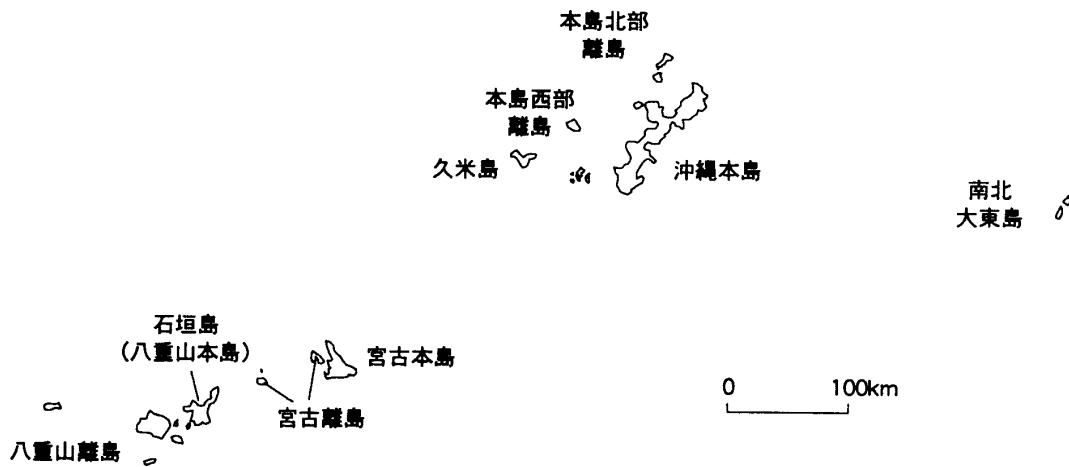 本島北部
離島
本島西部
離島
久米島
沖縄本島
南北
大東島
石垣島
(八重山本島)
宮古本島
宮古離島
八重山離島
0 100km